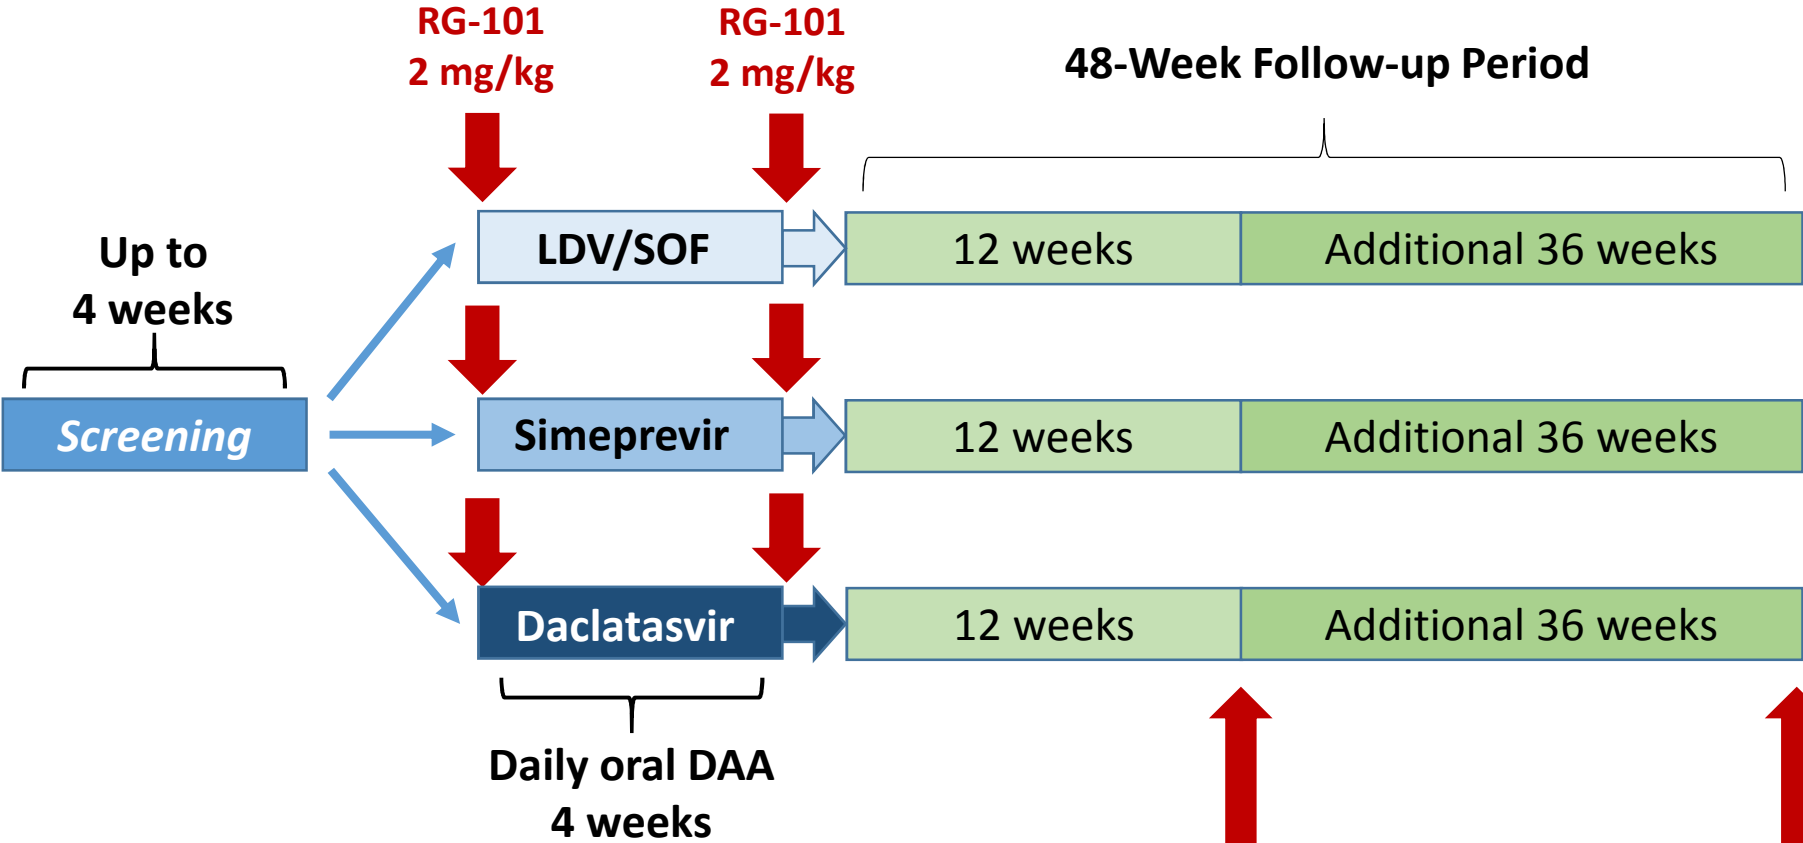 RG-101
2 mg/kg
RG-101
2 mg/kg
48-Week Follow-up Period
Up to
4 weeks
LDV/SOF
12 weeks
Additional 36 weeks
Screening
Simeprevir
12 weeks
Additional 36 weeks
Daclatasvir
12 weeks
Additional 36 weeks
Daily oral DAA
4 weeks